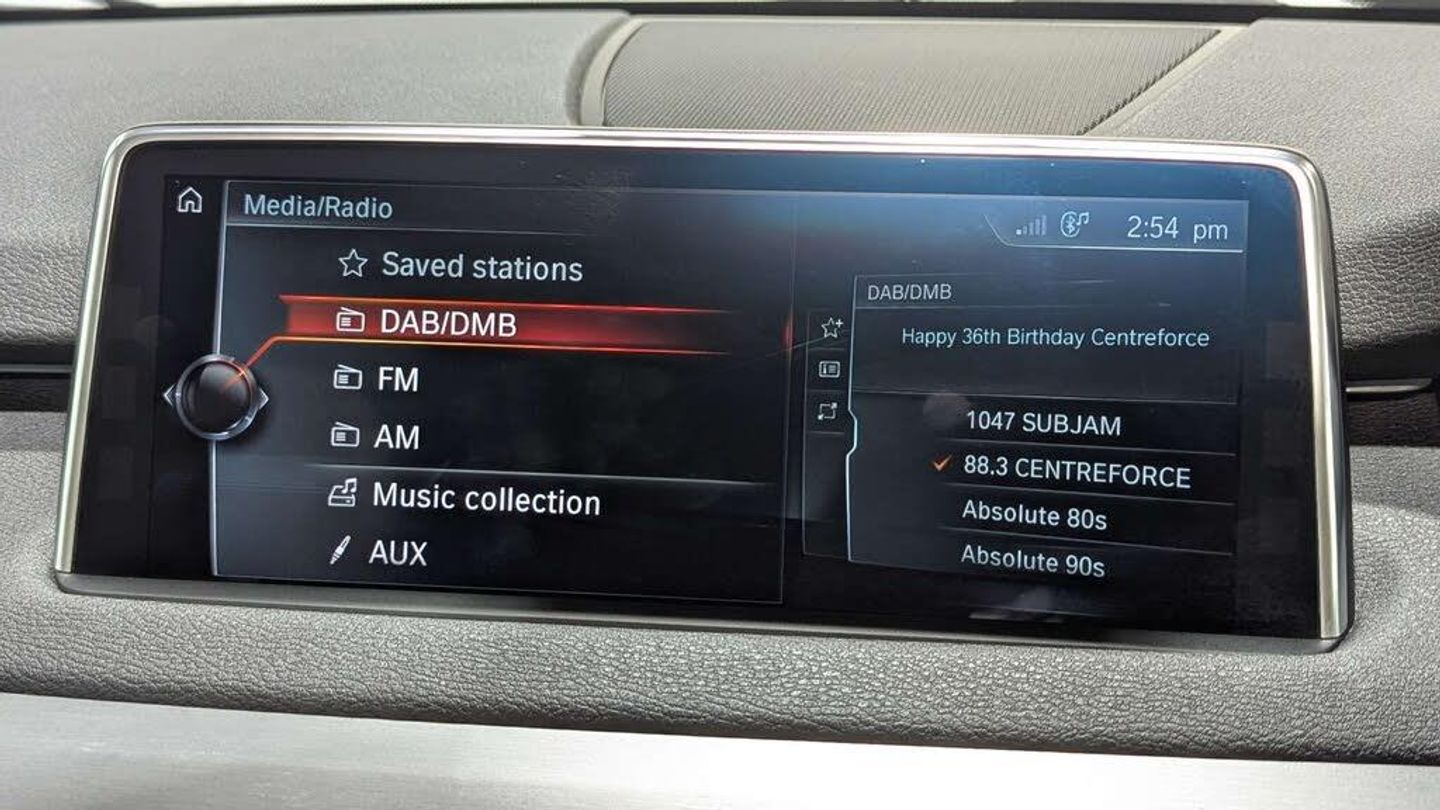 Media/Radio
2:54 pm
Saved stations
DAB/DMB
FM
AM
Music collection
AUX
DAB/DMB
Happy 36th Birthday Centreforce
1047 SUBJAM
88.3 CENTREFORCE
Absolute 80s
Absolute 90s